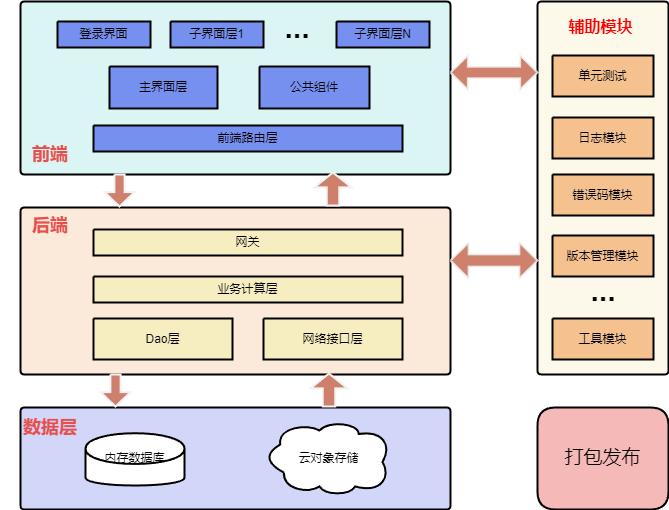 登录界面
子界面层1
...
子界面层N
主界面层
公共组件
前端路由层
前端
后端
网关
业务计算层
Dao层
网络接口层
数据层
内存数据库
云对象存储
辅助模块
单元测试
日志模块
错误码模块
版本管理模块
...
工具模块
打包发布